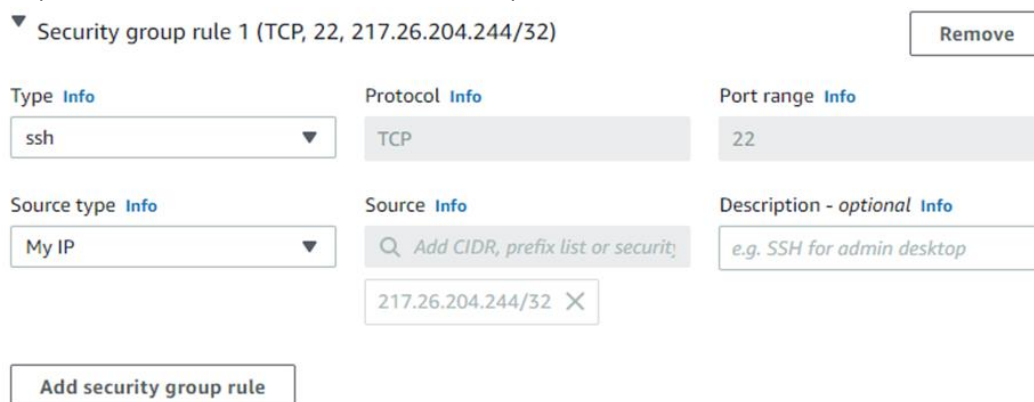 Security group rule 1 (TCP, 22, 217.26.204.244/32)
Remove
Type Info
Protocol Info
Port range Info
ssh
TCP
22
Source type Info
Source Info
Description - optional Info
My IP
Add CIDR, prefix list or security
e.g. SSH for admin desktop
217.26.204.244/32
Add security group rule